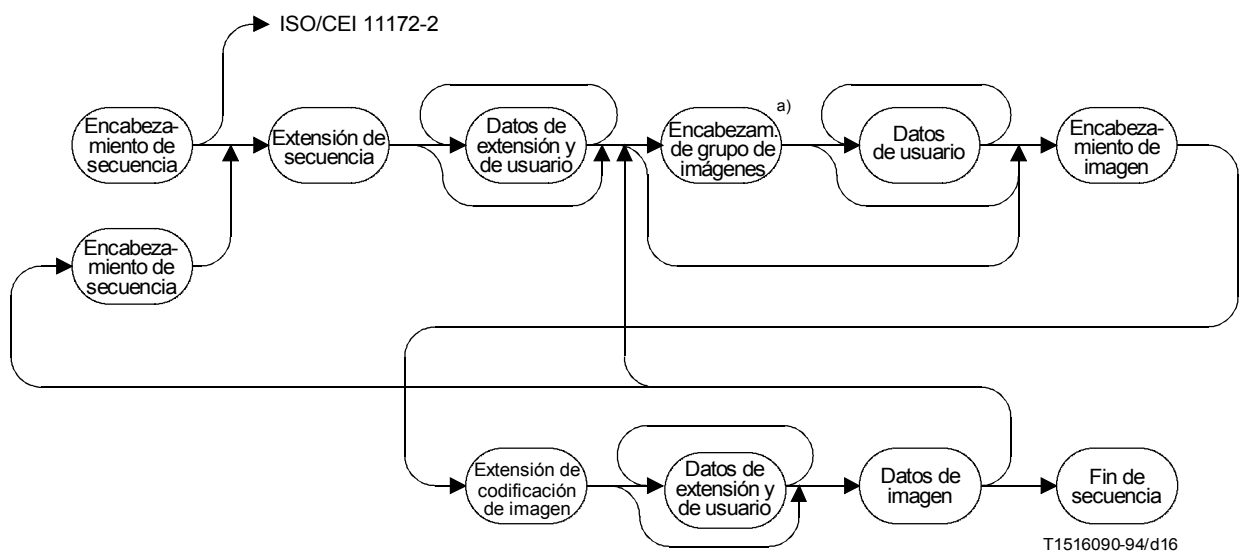 ISO/CEI 11172-2
Encabeza-
miento de
secuencia
Extensión de
secuencia
Datos de
extensión y
de usuario
a)
Encabezam.
de grupo de
imágenes
Datos
de usuario
Encabeza-
miento de
imagen
Encabeza-
miento de
secuencia
Extensión de
codificación
de imagen
Datos de
extensión y
de usuario
Datos de
imagen
Fin de
secuencia
T1516090-94/d16